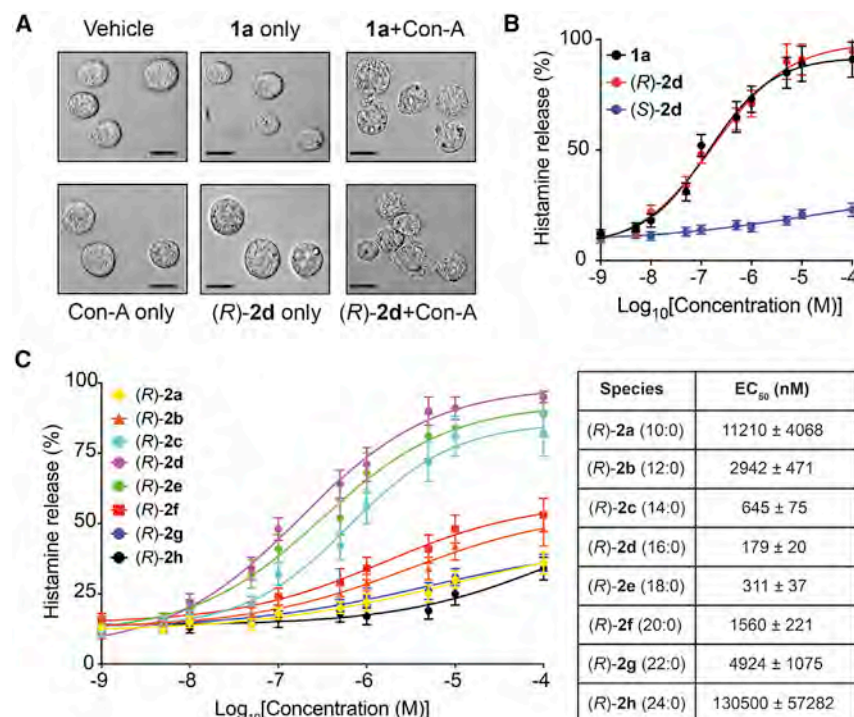 A
Vehicle
1a only
1a+Con-A
Con-A only
(R)-2d only
(R)-2d+Con-A
B
Histamine release (%)
100
50
0
1a
(R)-2d
(S)-2d
-9 -8 -7 -6 -5 -4
Log10[Concentration (M)]
C
Histamine release (%)
100
75
50
25
0
(R)-2a
(R)-2b
(R)-2c
(R)-2d
(R)-2e
(R)-2f
(R)-2g
(R)-2h
-9 -8 -7 -6 -5 -4
Log10[Concentration (M)]
Species EC50 (nM)
(R)-2a (10:0) 11210 ± 4068
(R)-2b (12:0) 2942 ± 471
(R)-2c (14:0) 645 ± 75
(R)-2d (16:0) 179 ± 20
(R)-2e (18:0) 311 ± 37
(R)-2f (20:0) 1560 ± 221
(R)-2g (22:0) 4924 ± 1075
(R)-2h (24:0) 130500 ± 57282